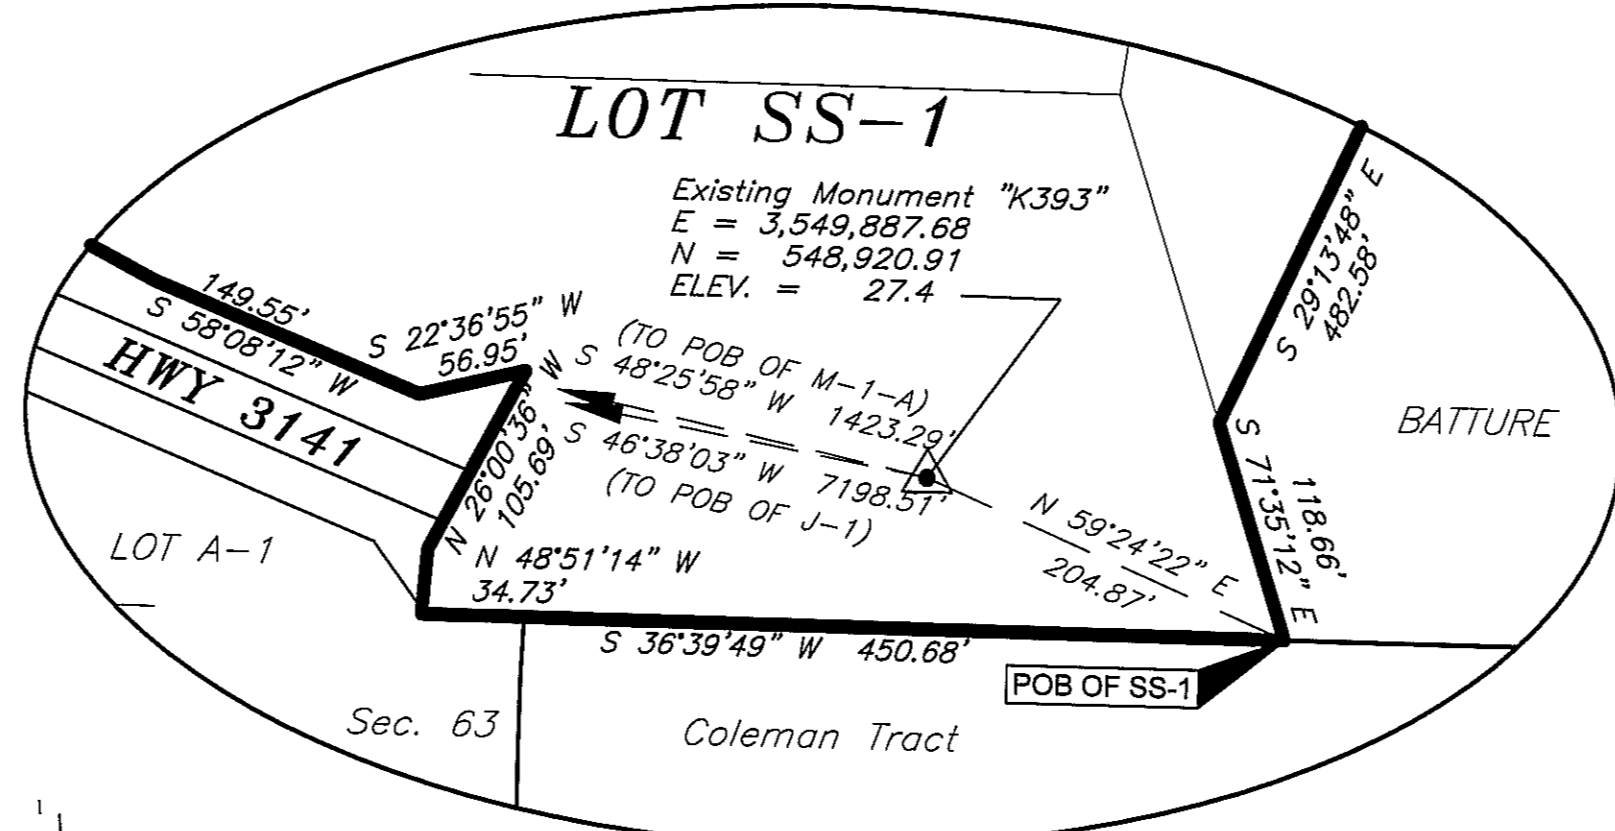 LOT SS-1
Existing Monument "K393"
E = 3,549,887.68
N = 548,920.91
ELEV. = 27.4
149.55'
S 58°08'12" W
HWY 3141
S 22°36'55" W
56.95'
(TO POB OF M-1-A)
S 48°25'58" W 1423.29'
S 46°38'03" W 7198.51'
(TO POB OF J-1)
N 26°00'36" W
105.69'
N 48°51'14" W
34.73'
N 59°24'22" E
204.87'
S 29°13'48" E
482.58'
BATTURE
118.66'
S 71°35'12" E
LOT A-1
S 36°39'49" W 450.68'
POB OF SS-1
Sec. 63
Coleman Tract
1